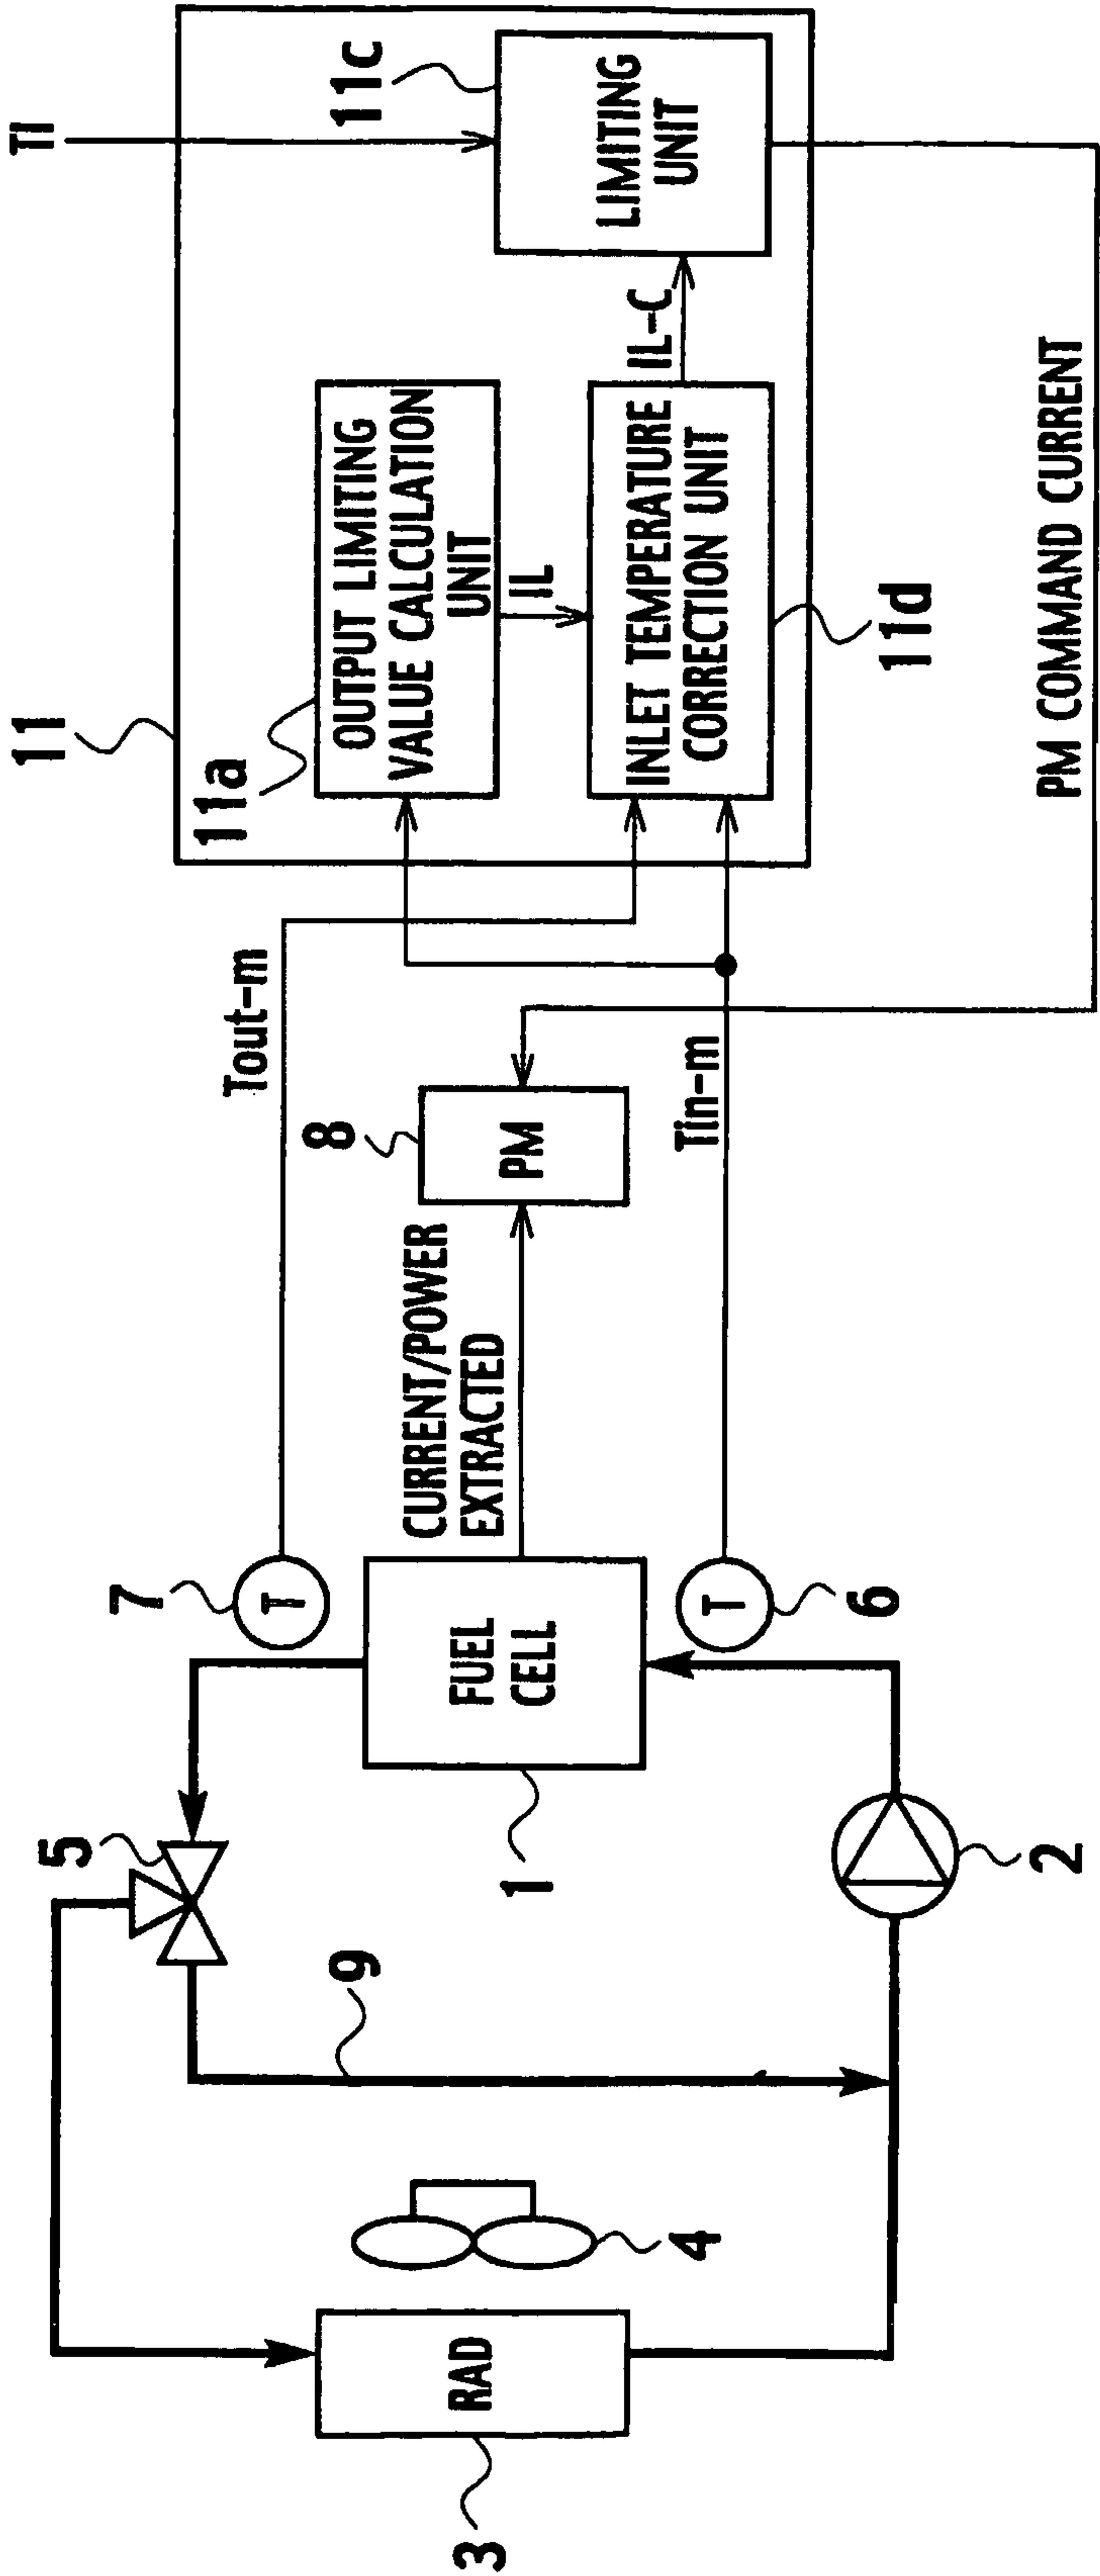 TI
11
11c
11a
OUTPUT LIMITING
VALUE CALCULATION
UNIT
LIMITING
UNIT
IL
IL-C
INLET TEMPERATURE
CORRECTION UNIT
11d
Tout-m
8
PM
Tin-m
PM COMMAND CURRENT
CURRENT/POWER
EXTRACTED
7
T
5
FUEL
CELL
1
T
6
9
2
4
RAD
3